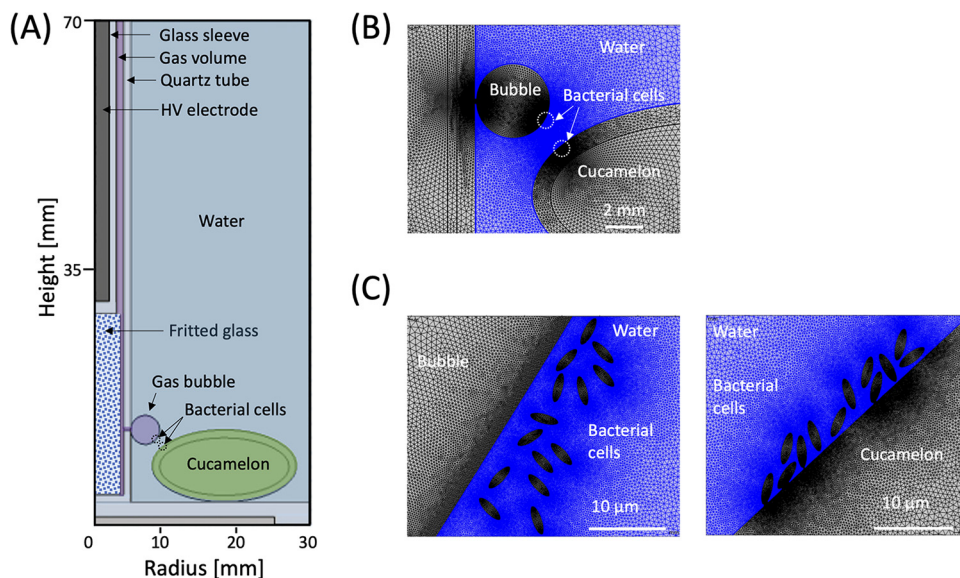 (A)
70
Glass sleeve
Gas volume
Quartz tube
HV electrode
Water
35
Height [mm]
Fritted glass
Gas bubble
Bacterial cells
Cucamelon
0
10
20
30
Radius [mm]
(B)
Water
Bubble
Bacterial cells
Cucamelon
2 mm
(C)
Water
Bubble
Bacterial
cells
10 µm
Water
Bacterial
cells
Cucamelon
10 µm